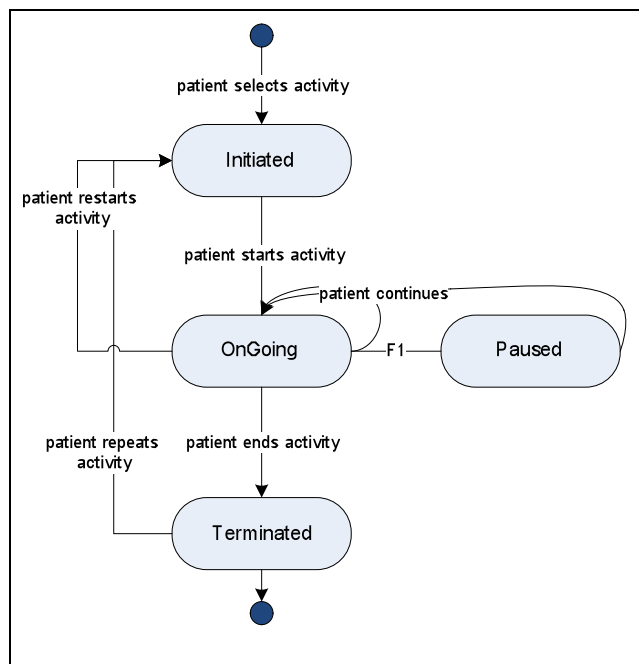 patient selects activity
Initiated
patient restarts
activity
patient starts activity
patient continues
OnGoing
F1
Paused
patient repeats
activity
patient ends activity
Terminated